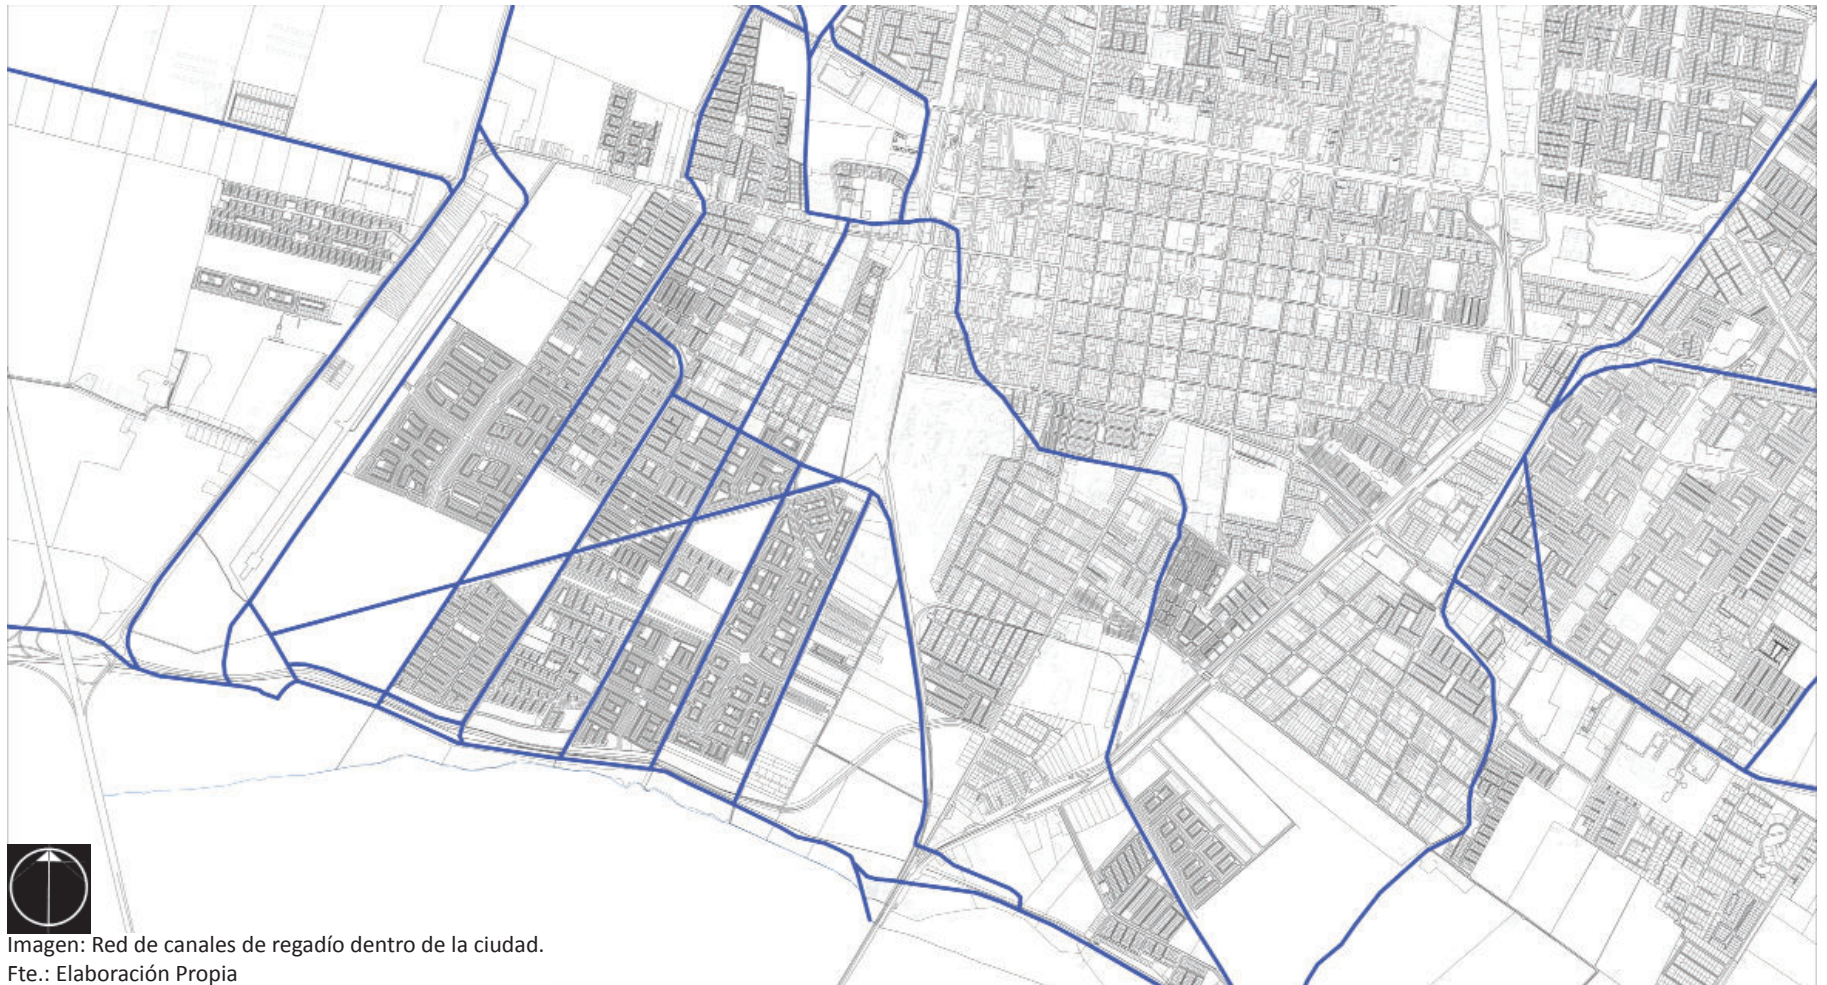 Imagen: Red de canales de regadío dentro de la ciudad.
Fte.: Elaboración Propia